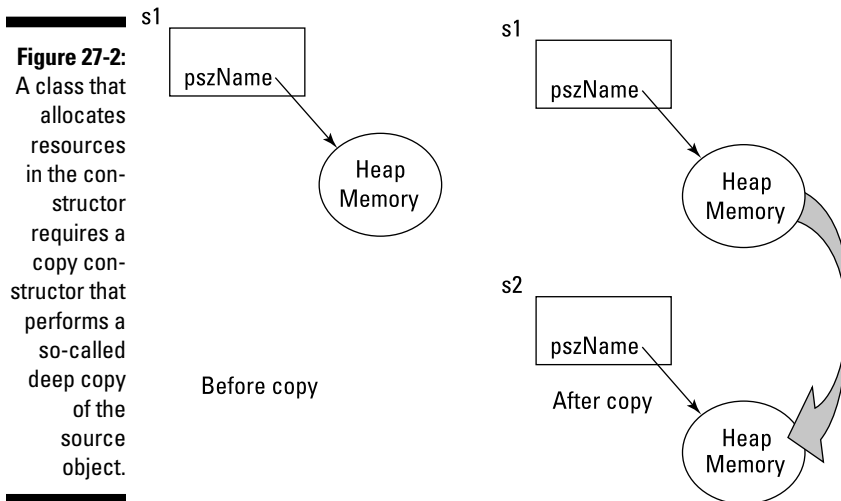 Figure 27-2:
A class that
allocates
resources
in the con-
structor
requires a
copy con-
structor that
performs a
so-called
deep copy
of the
source
object.
s1
pszName
Heap
Memory
Before copy
s1
pszName
Heap
Memory
s2
pszName
After copy
Heap
Memory